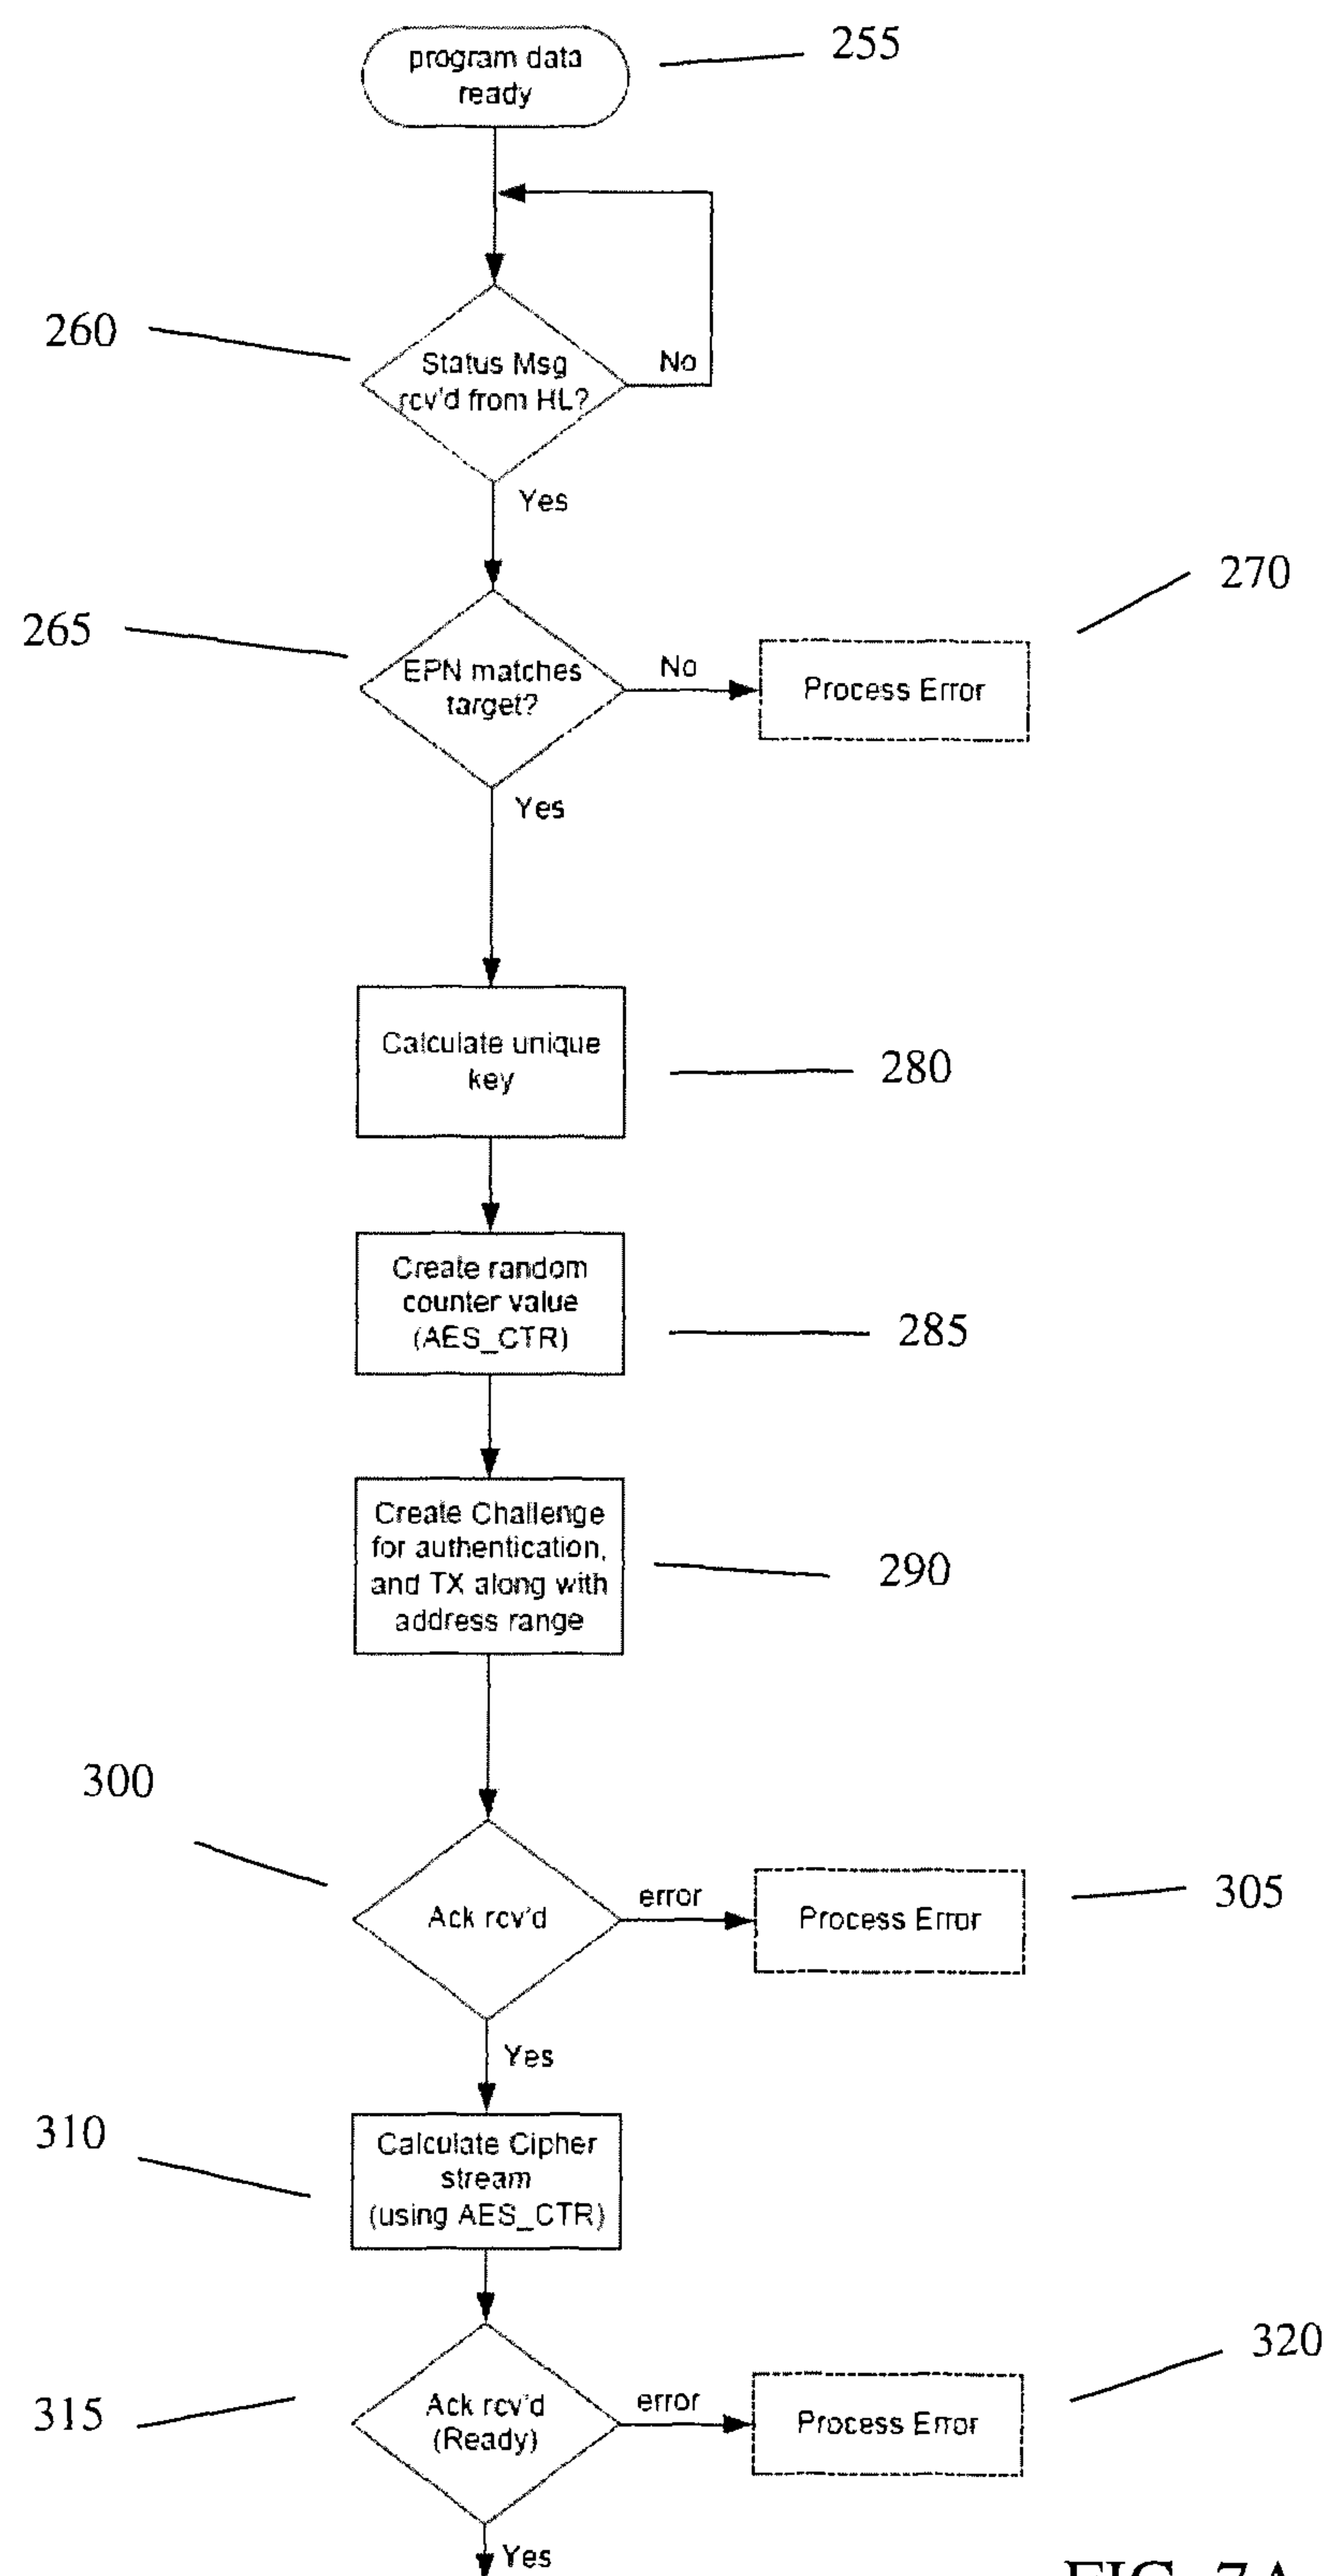 program data
ready
255
260
Status Msg
rcv'd from HL?
No
Yes
265
EPN matches
target?
No
Process Error
270
Yes
Calculate unique
key
280
Create random
counter value
(AES_CTR)
285
Create Challenge
for authentication,
and TX along with
address range
290
300
Ack rcv'd
error
Process Error
305
Yes
310
Calculate Cipher
stream
(using AES_CTR)
315
Ack rcv'd
(Ready)
error
Process Error
320
Yes
FIG. 7A